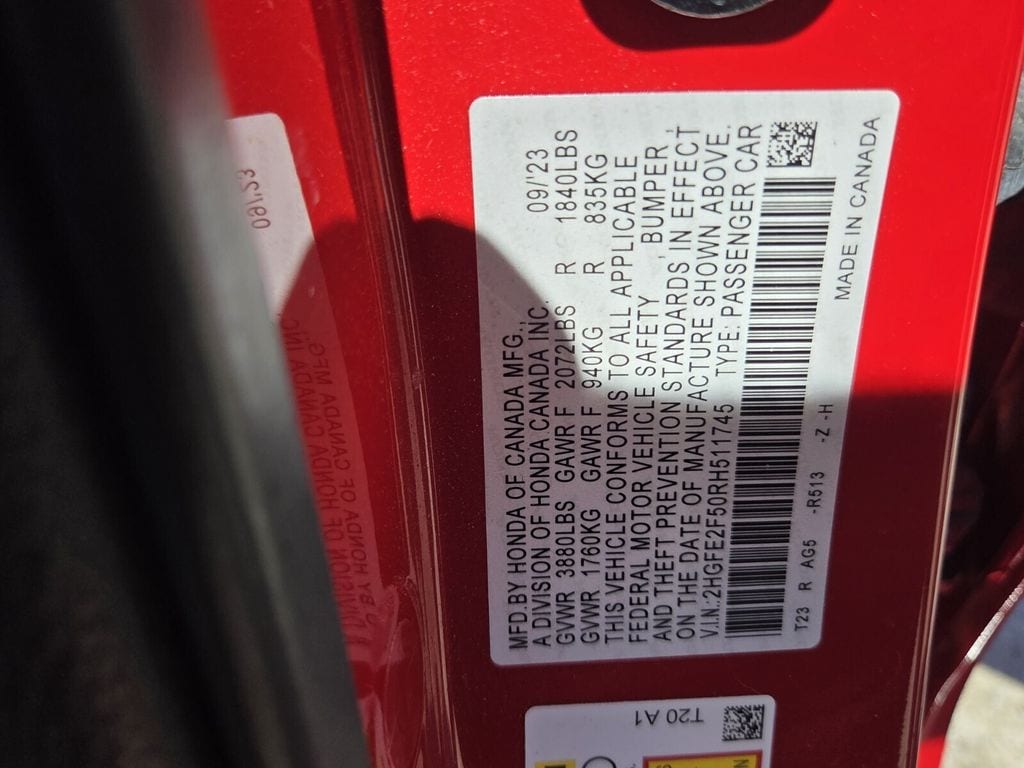 MFD.BY HONDA OF CANADA MFG.,
A DIVISION OF HONDA CANADA INC. 09/'23
GVWR 3880LBS GAWR F 2072LBS R 1840LBS
GVWR 1760KG GAWR F 940KG R 835KG
THIS VEHICLE CONFORMS TO ALL APPLICABLE
FEDERAL MOTOR VEHICLE SAFETY, BUMPER,
AND THEFT PREVENTION STANDARDS IN EFFECT
ON THE DATE OF MANUFACTURE SHOWN ABOVE.
V.I.N.:2HGFE2F50RH511745 TYPE: PASSENGER CAR
T23 R AG5 -R513 -Z -H MADE IN CANADA
T20 A1